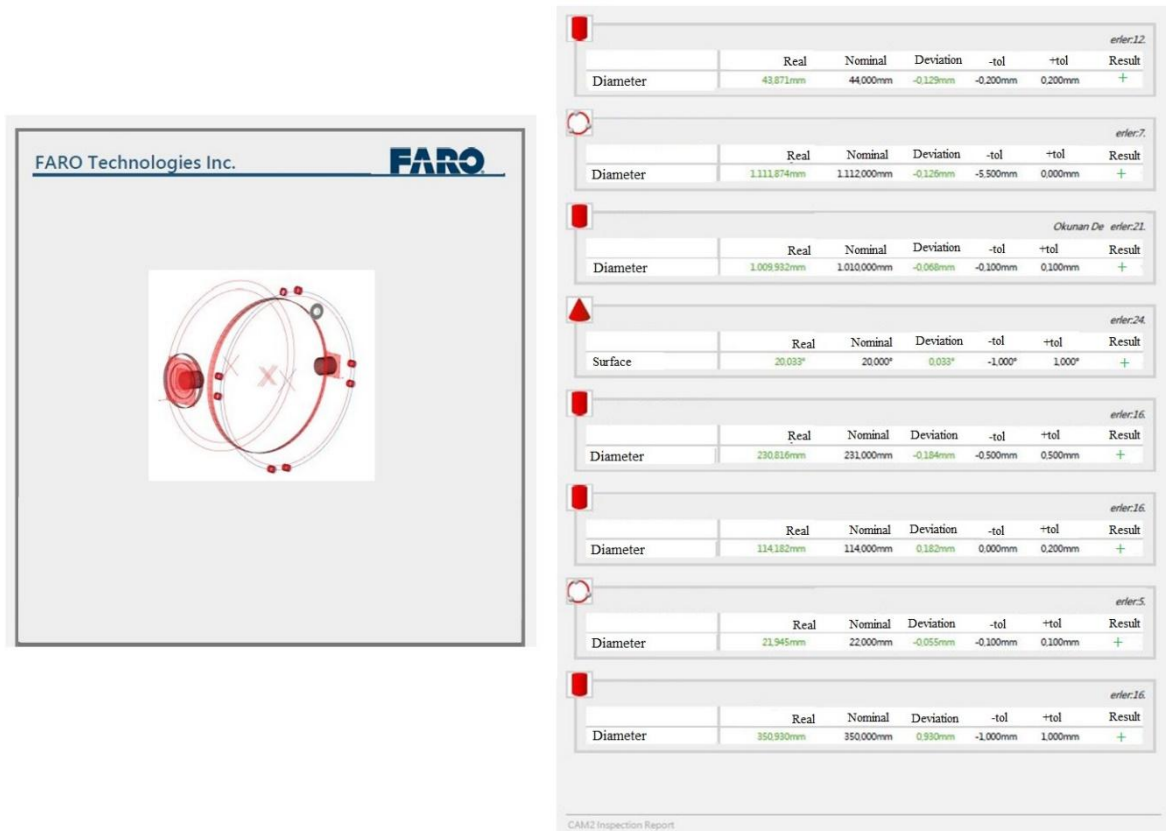 FARO Technologies Inc.
FARO
erler:12.
Real Nominal Deviation -tol +tol Result
Diameter 43,871mm 44,000mm -0,129mm -0,200mm 0,200mm +
erler:7.
Real Nominal Deviation -tol +tol Result
Diameter 1.111,874mm 1.112,000mm -0,126mm -5,500mm 0,000mm +
Okunan De erler:21.
Real Nominal Deviation -tol +tol Result
Diameter 1.009,932mm 1.010,000mm -0,068mm -0,100mm 0,100mm +
erler:24.
Real Nominal Deviation -tol +tol Result
Surface 20,033° 20,000° 0,033° -1,000° 1,000° +
erler:16.
Real Nominal Deviation -tol +tol Result
Diameter 230,816mm 231,000mm -0,184mm -0,500mm 0,500mm +
erler:16.
Real Nominal Deviation -tol +tol Result
Diameter 114,182mm 114,000mm 0,182mm 0,000mm 0,200mm +
erler:5.
Real Nominal Deviation -tol +tol Result
Diameter 21,945mm 22,000mm -0,055mm -0,100mm 0,100mm +
erler:16.
Real Nominal Deviation -tol +tol Result
Diameter 350,930mm 350,000mm 0,930mm -1,000mm 1,000mm +
CAM2 Inspection Report